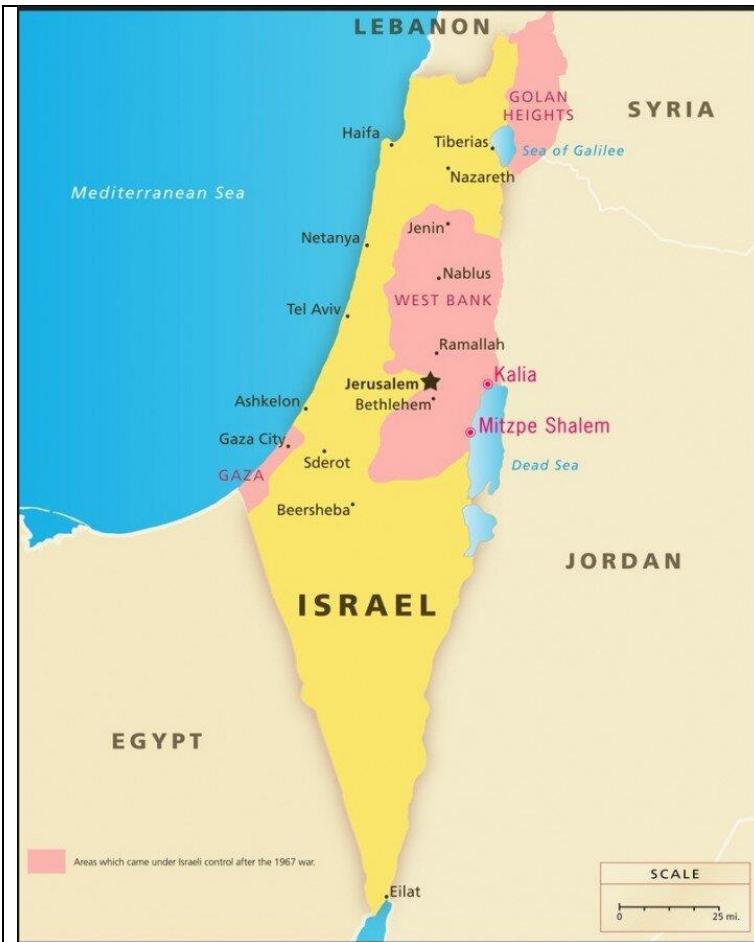 LEBANON
GOLAN
HEIGHTS
SYRIA
Haifa
Tiberias
Sea of Galilee
Nazareth
Mediterranean Sea
Jenin
Netanya
Nablus
WEST BANK
Tel Aviv
Ramallah
Kalia
Jerusalem
Bethlehem
Ashkelon
Mitzpe Shalem
Gaza City
Sderot
Dead Sea
GAZA
Beersheba
JORDAN
ISRAEL
EGYPT
Areas which came under Israeli control after the 1967 war.
SCALE
Eilat
0 25 mi.